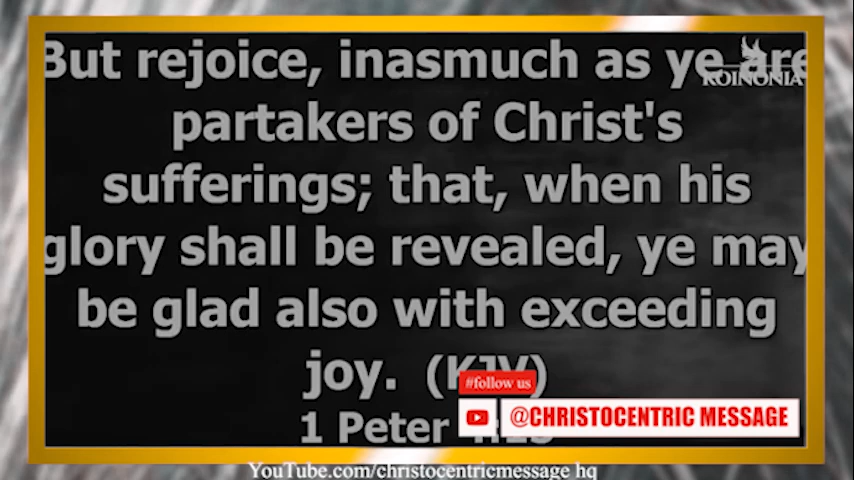 But rejoice, inasmuch as ye are
KOINONIA
partakers of Christ's
sufferings; that, when his
glory shall be revealed, ye may
be glad also with exceeding
joy. (KJV)
#follow us
1 Peter
@CHRISTOCENTRIC MESSAGE
YouTube.com/christocentricmessage hq